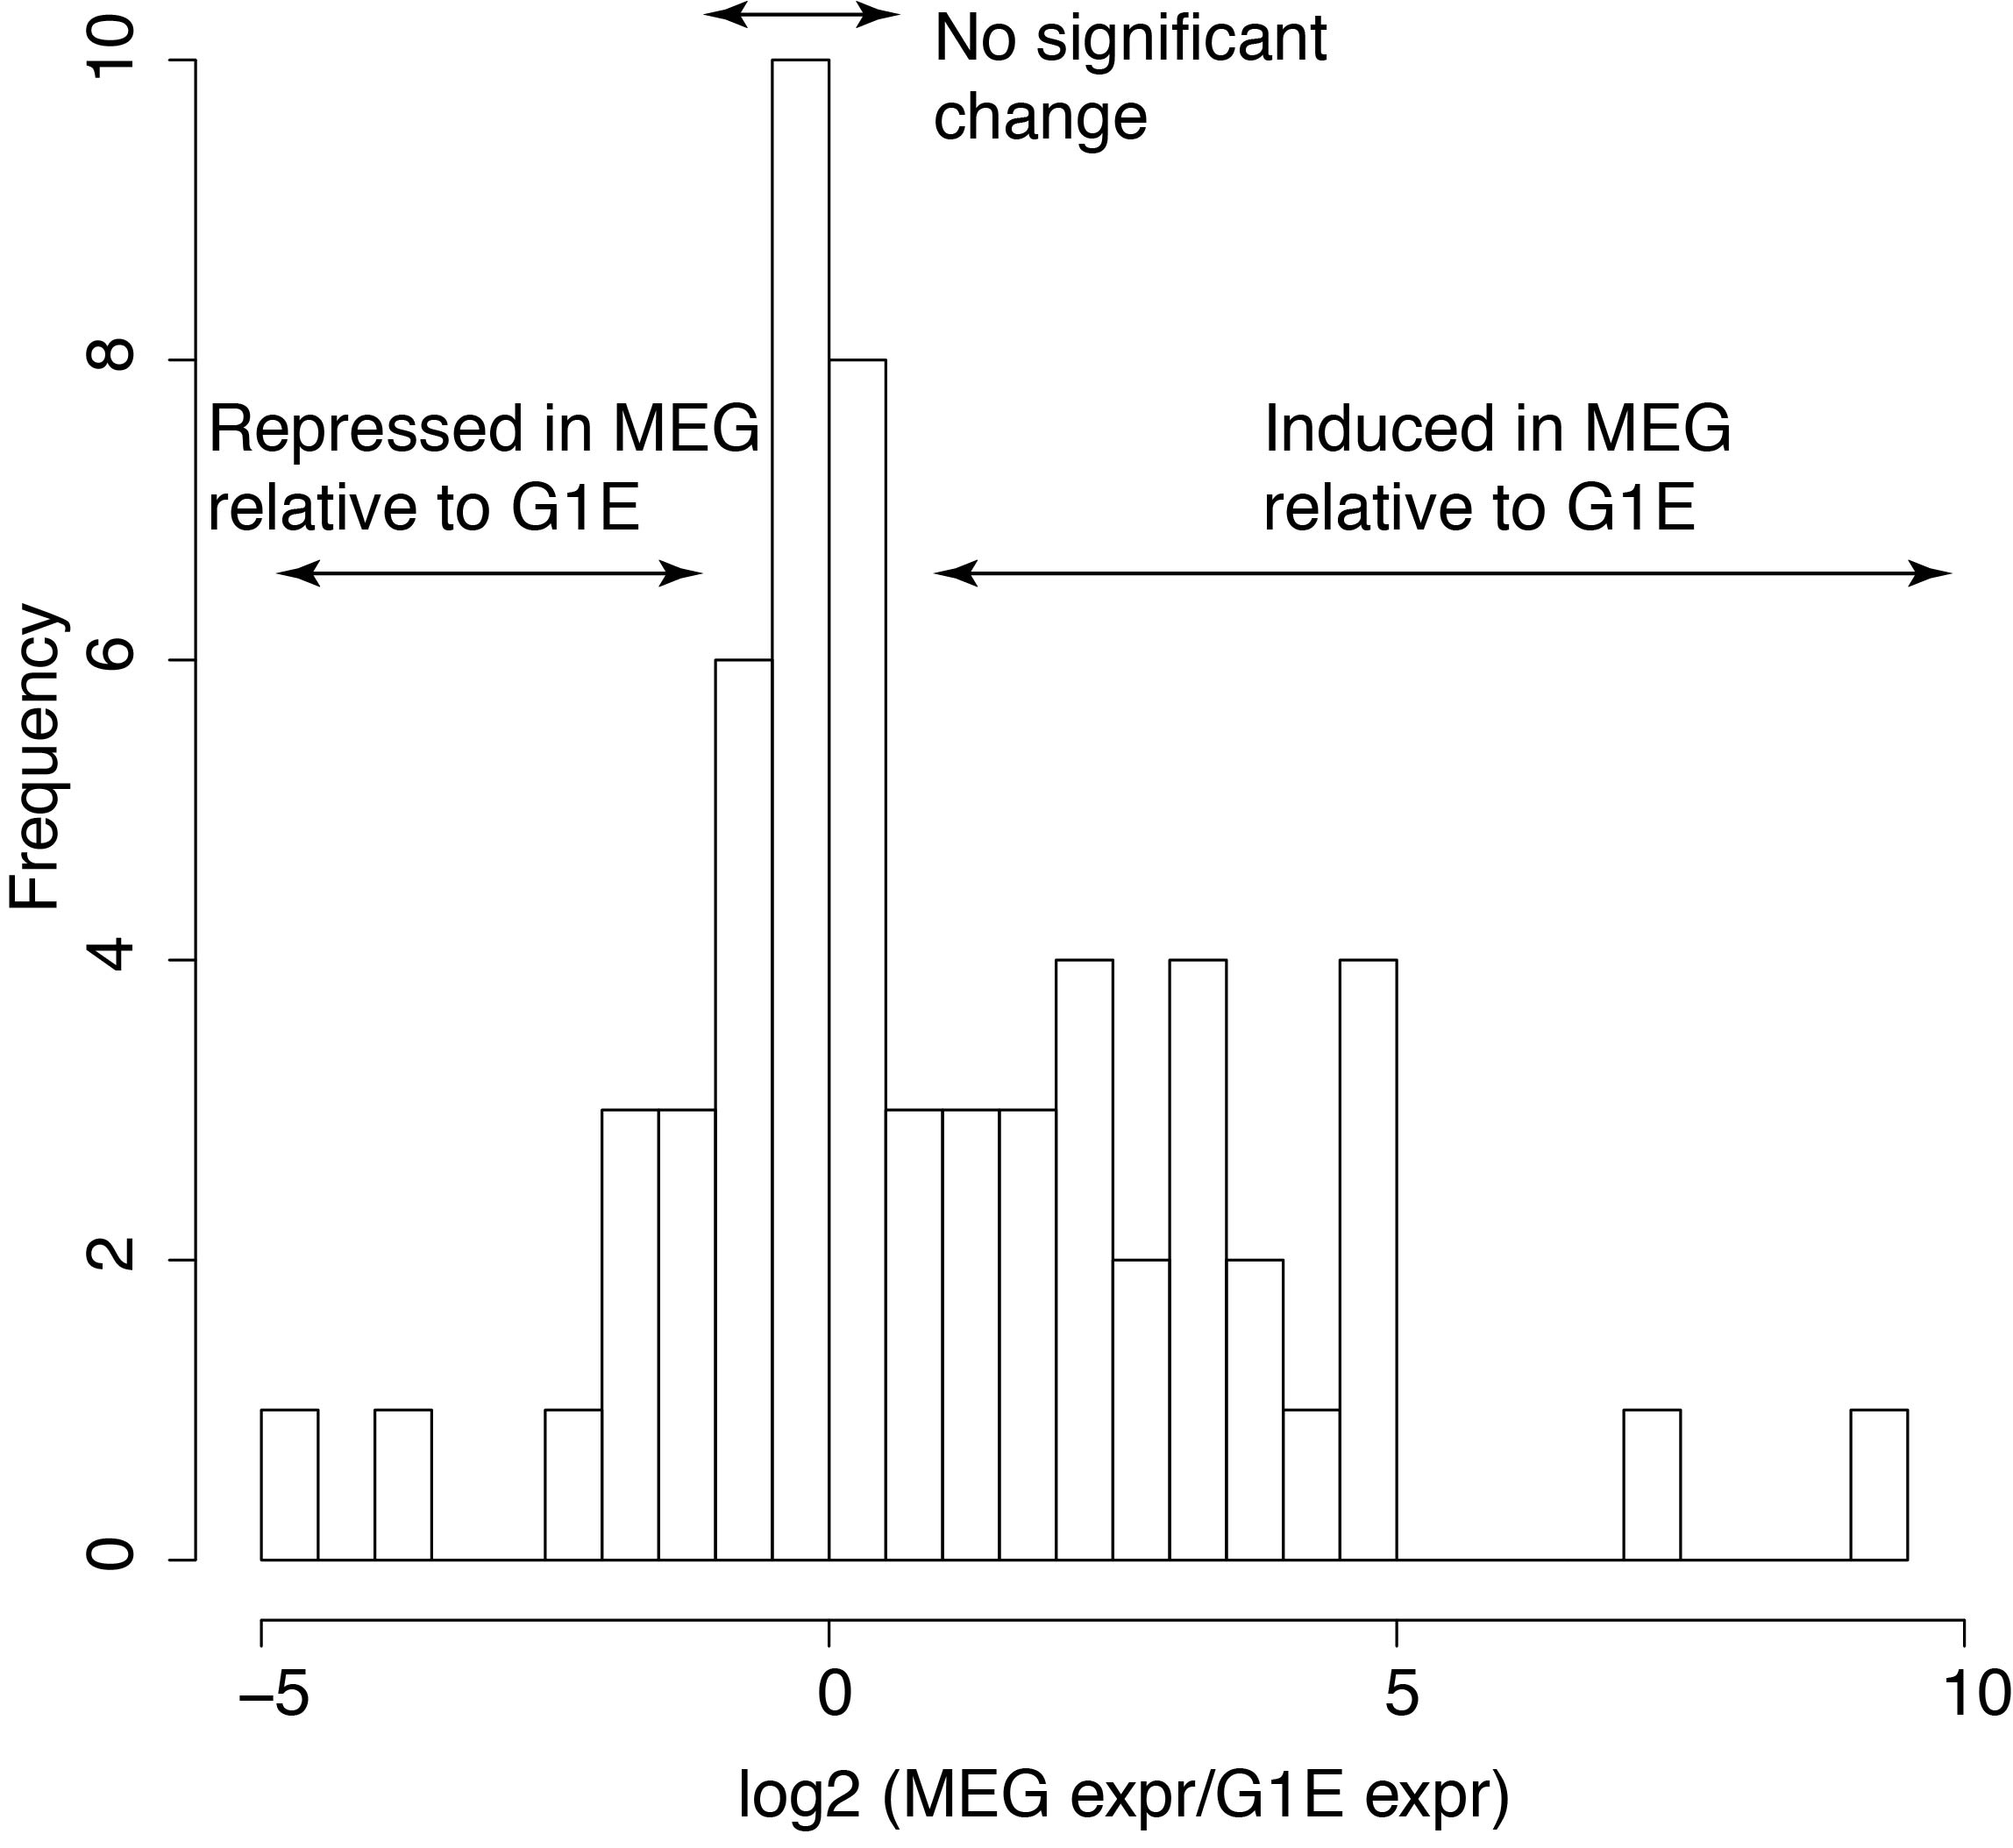 No significant
change
Repressed in MEG
relative to G1E
Induced in MEG
relative to G1E
Frequency
10
8
6
4
2
0
−5
0
5
10
log2 (MEG expr/G1E expr)